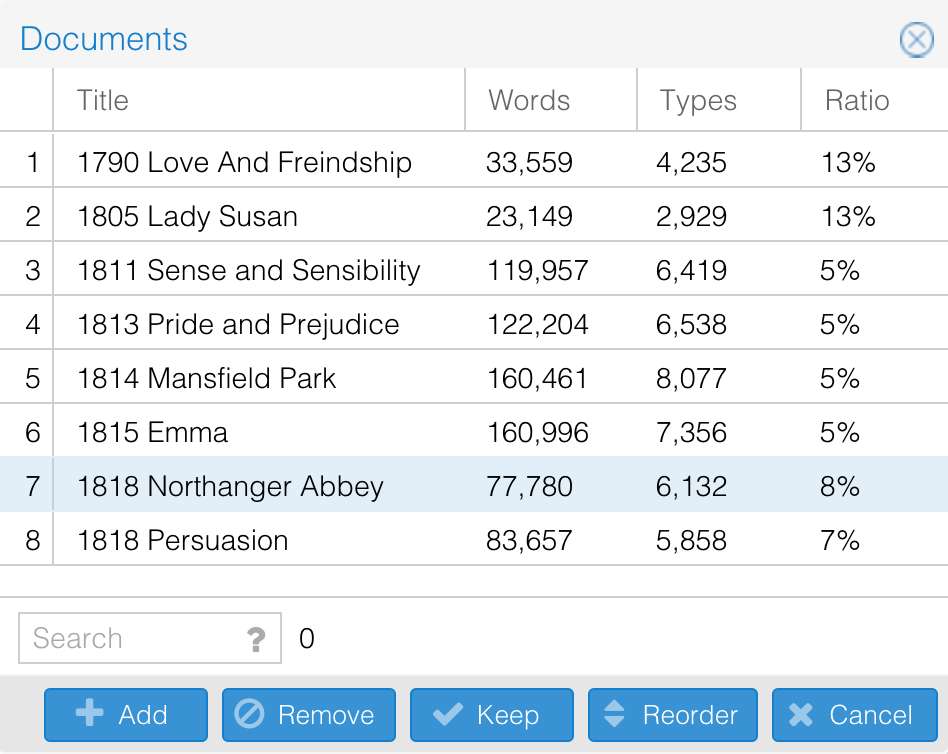 Documents
Title Words Types Ratio
1 1790 Love And Freindship 33,559 4,235 13%
2 1805 Lady Susan 23,149 2,929 13%
3 1811 Sense and Sensibility 119,957 6,419 5%
4 1813 Pride and Prejudice 122,204 6,538 5%
5 1814 Mansfield Park 160,461 8,077 5%
6 1815 Emma 160,996 7,356 5%
7 1818 Northanger Abbey 77,780 6,132 8%
8 1818 Persuasion 83,657 5,858 7%
Search ? 0
Add Remove Keep Reorder Cancel